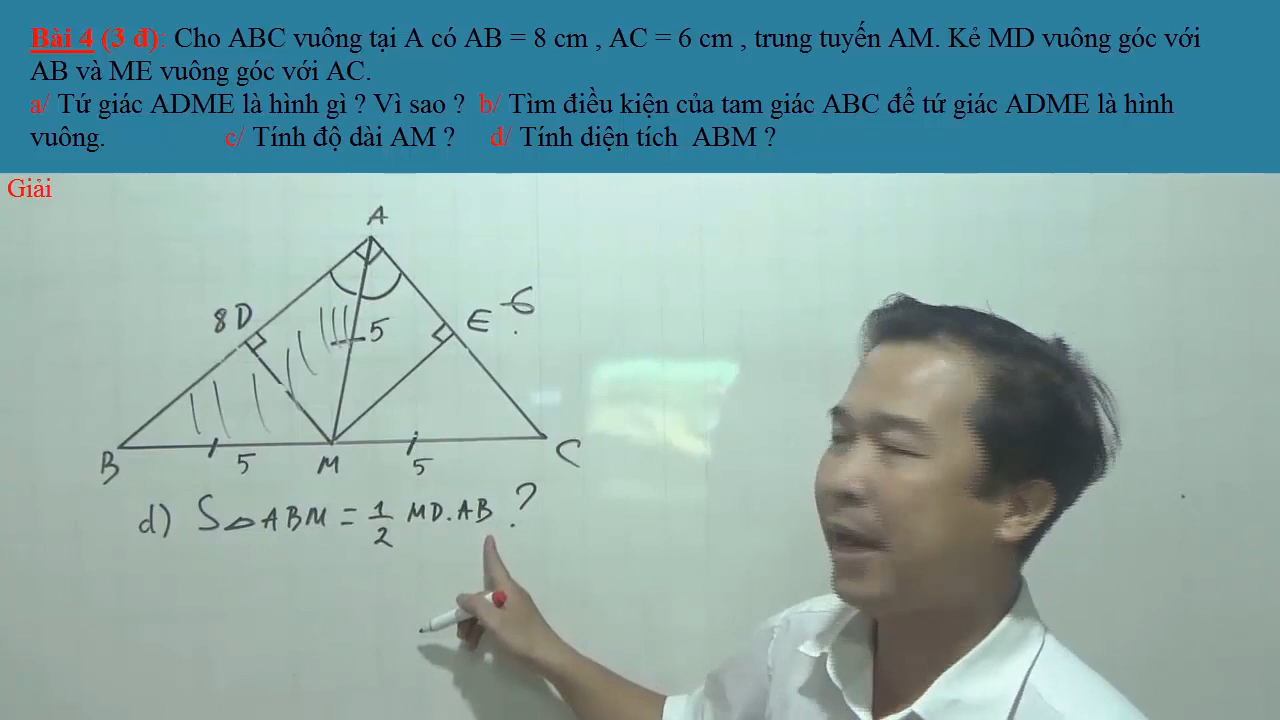 Bài 4 (3 đ): Cho ABC vuông tại A có AB = 8 cm , AC = 6 cm , trung tuyến AM. Kẻ MD vuông góc với
AB và ME vuông góc với AC.
a/ Tứ giác ADME là hình gì ? Vì sao ? b/ Tìm điều kiện của tam giác ABC để tứ giác ADME là hình
vuông. c/ Tính độ dài AM ? d/ Tính diện tích ABM ?
Giải
A
8 D
5
E 6
B 5 M 5 C
d) S△ABM = 1/2 MD.AB ?